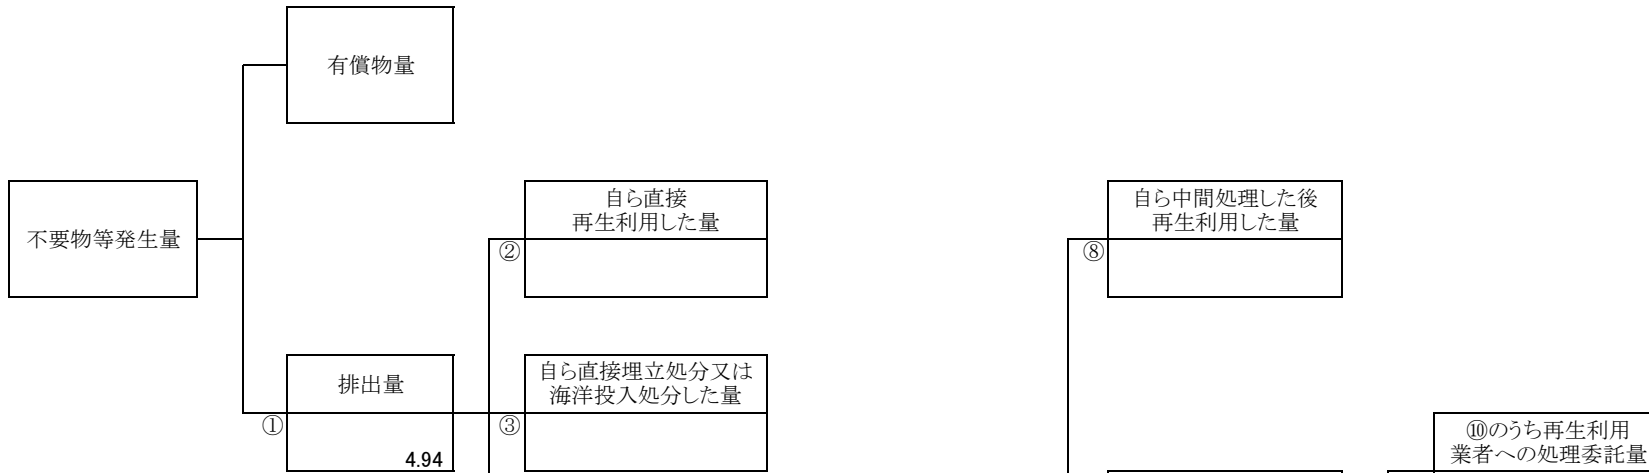 有償物量
不要物等発生量
自ら直接
再生利用した量
②
自ら中間処理した後
再生利用した量
⑧
排出量
①
4.94
自ら直接埋立処分又は
海洋投入処分した量
③
⑩のうち再生利用
業者への処理委託量